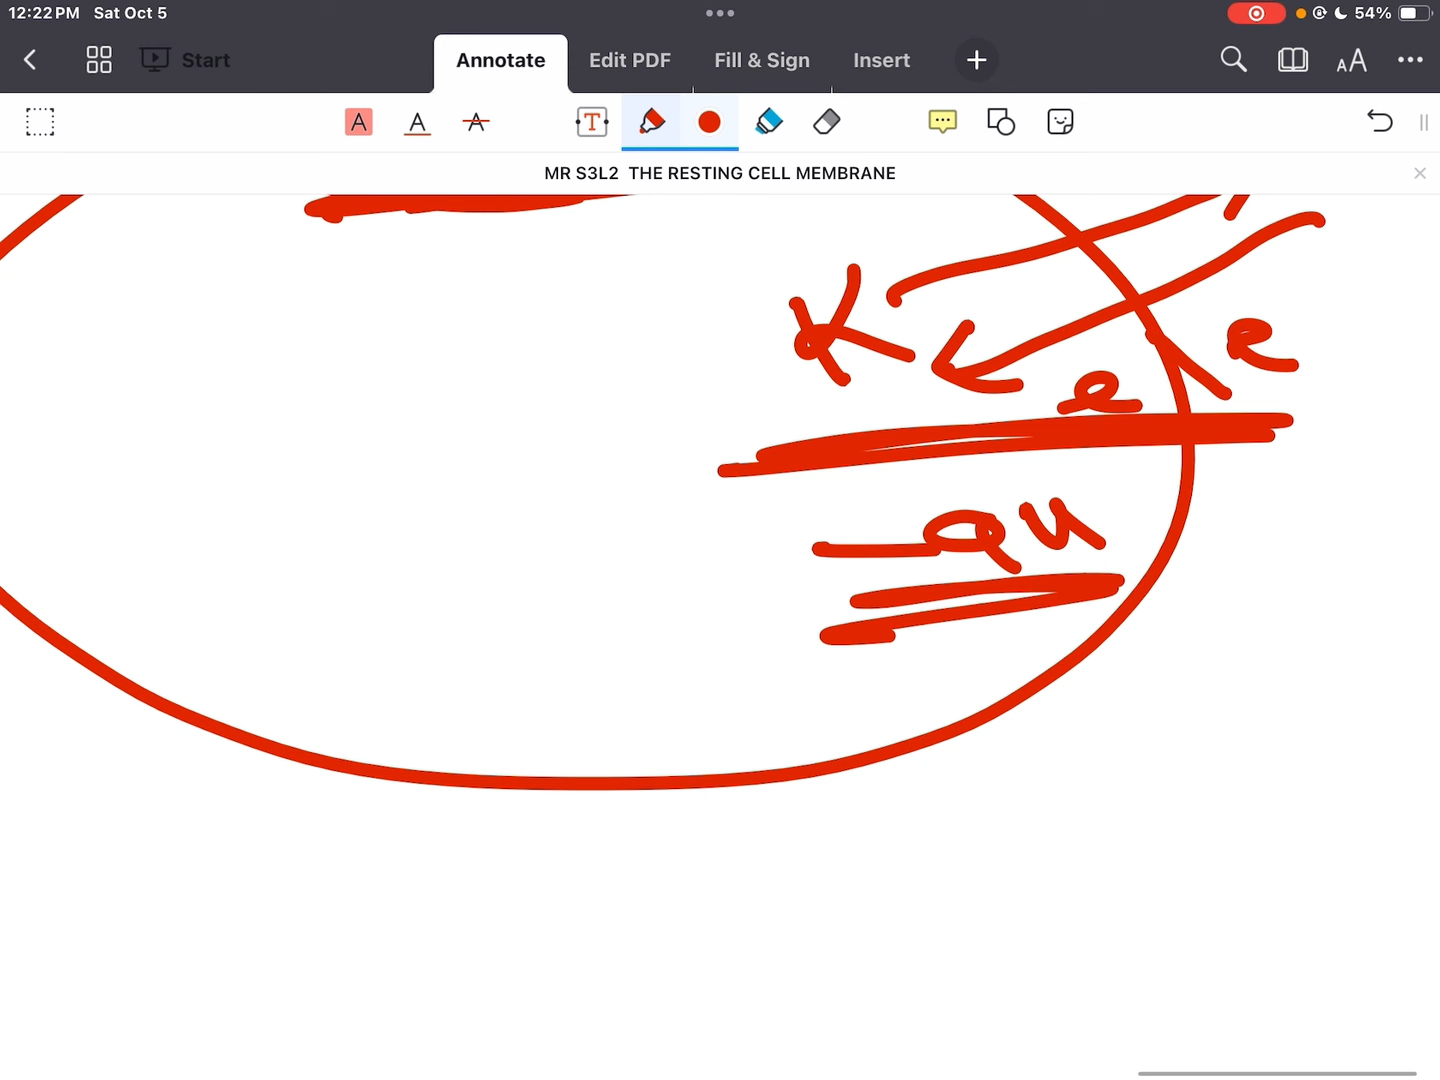 12:22 PM Sat Oct 5
54%
Start
Annotate
Edit PDF
Fill & Sign
Insert
MR S3L2 THE RESTING CELL MEMBRANE
K
e
e